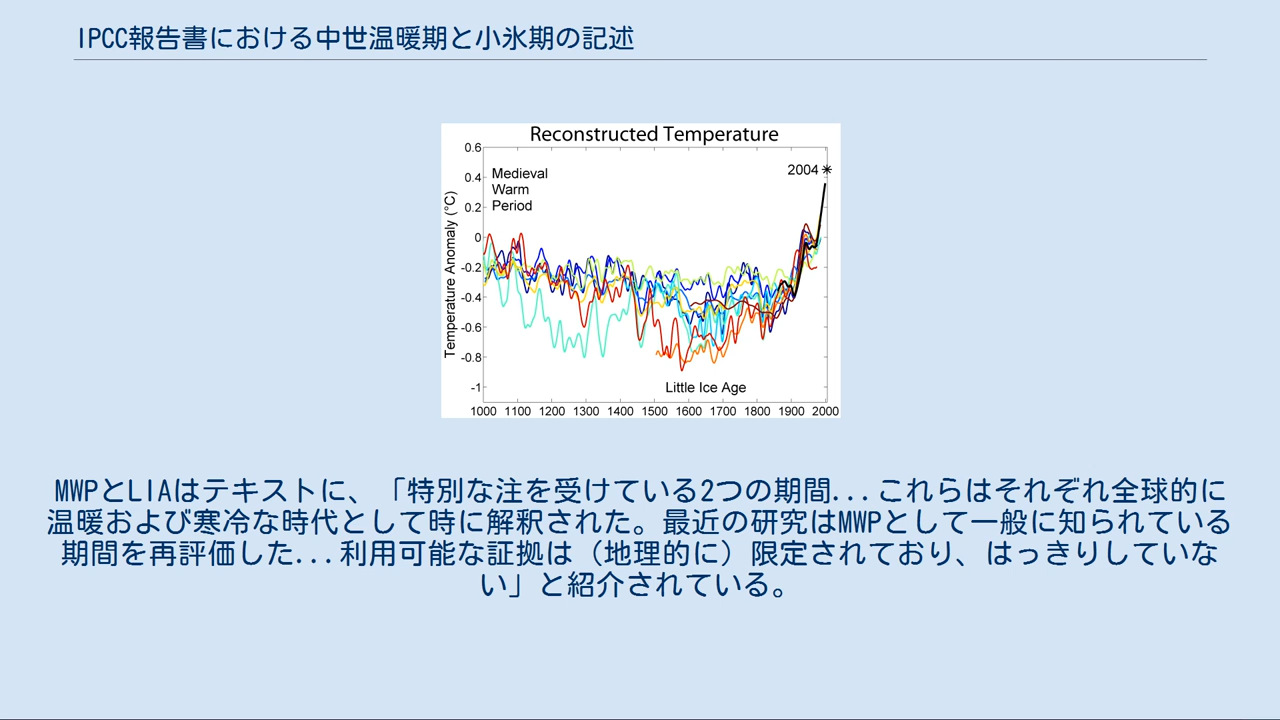 IPCC報告書における中世温暖期と小氷期の記述
Reconstructed Temperature
0.6
0.4
0.2
0
-0.2
-0.4
-0.6
-0.8
-1
Temperature Anomaly (°C)
Medieval
Warm
Period
2004 *
Little Ice Age
1000 1100 1200 1300 1400 1500 1600 1700 1800 1900 2000
MWPとLIAはテキストに、「特別な注を受けている2つの期間...これらはそれぞれ全球的に
温暖および寒冷な時代として時に解釈された。最近の研究はMWPとして一般に知られている
期間を再評価した...利用可能な証拠は（地理的に）限定されており、はっきりしていな
い」と紹介されている。